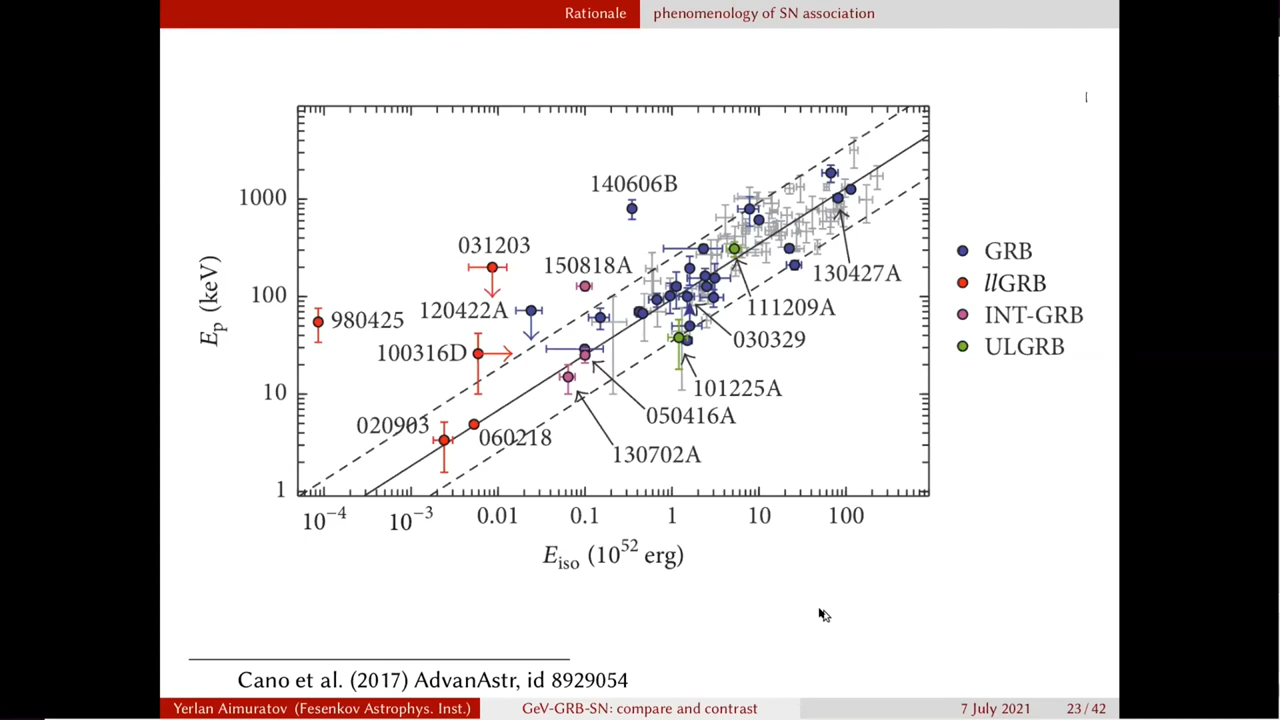 Rationale phenomenology of SN association
1000
100
10
1
E_p (keV)
140606B
031203
150818A
120422A
980425
100316D
020903
060218
130427A
111209A
030329
101225A
050416A
130702A
GRB
llGRB
INT-GRB
ULGRB
10^−4 10^−3 0.01 0.1 1 10 100
E_iso (10^52 erg)
Cano et al. (2017) AdvanAstr, id 8929054
Yerlan Aimuratov (Fesenkov Astrophys. Inst.) GeV-GRB-SN: compare and contrast 7 July 2021 23 / 42